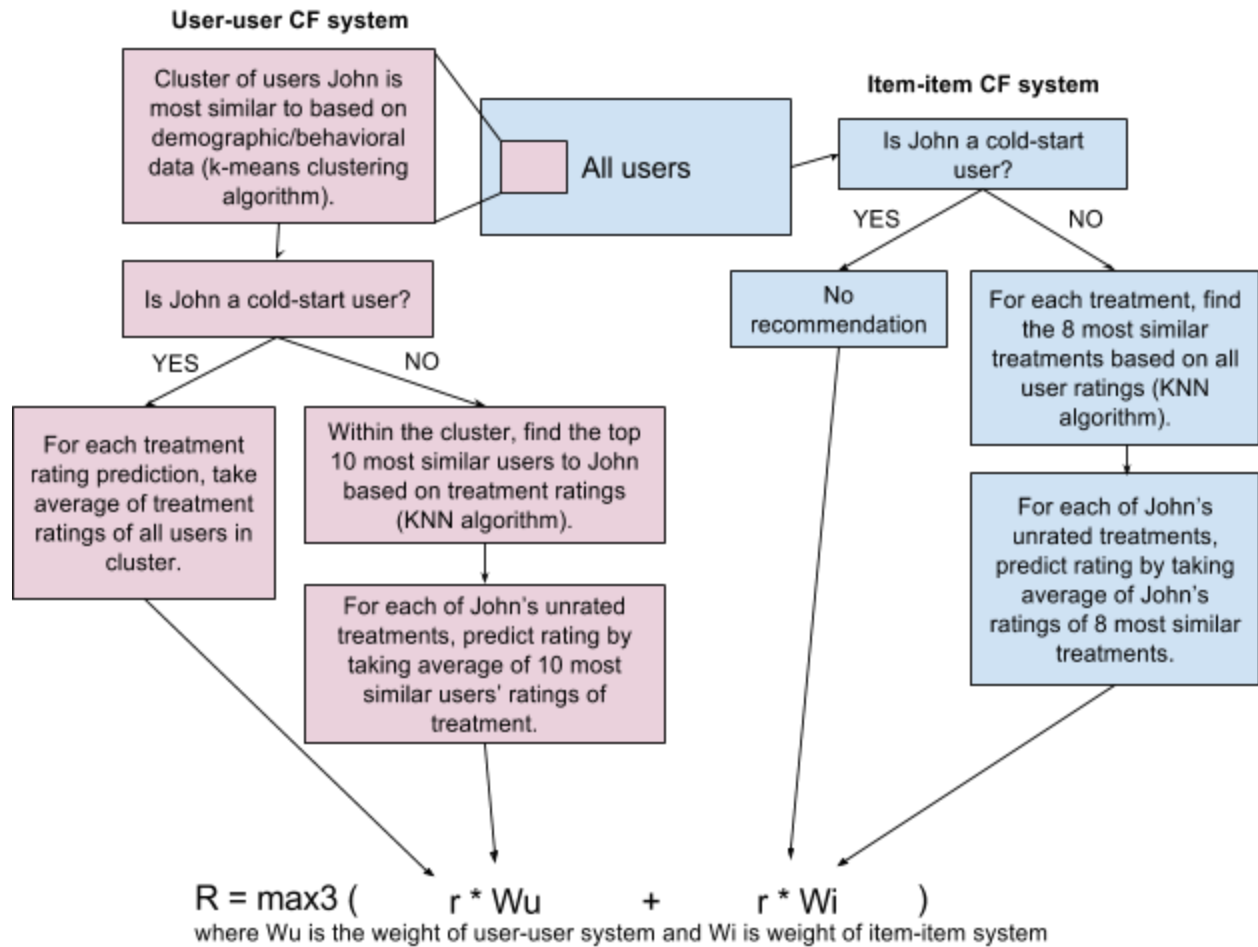 User-user CF system
Cluster of users John is
most similar to based on
demographic/behavioral
data (k-means clustering
algorithm).
Is John a cold-start user?
YES
NO
For each treatment
rating prediction, take
average of treatment
ratings of all users in
cluster.
Within the cluster, find the top
10 most similar users to John
based on treatment ratings
(KNN algorithm).
For each of John's unrated
treatments, predict rating by
taking average of 10 most
similar users' ratings of
treatment.
All users
Item-item CF system
Is John a cold-start
user?
YES
NO
No
recommendation
For each treatment, find
the 8 most similar
treatments based on all
user ratings (KNN
algorithm).
For each of John's
unrated treatments,
predict rating by taking
average of John's
ratings of 8 most similar
treatments.
R = max3 ( r * Wu + r * Wi )
where Wu is the weight of user-user system and Wi is weight of item-item system